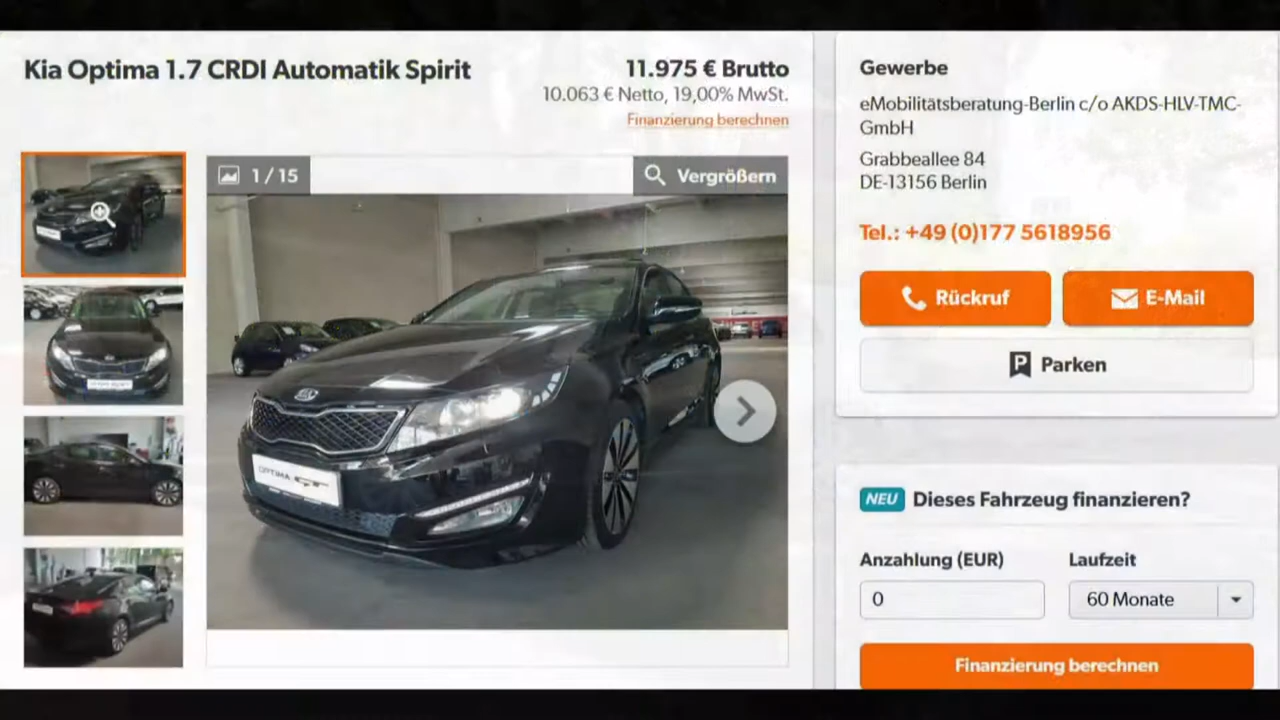 Kia Optima 1.7 CRDI Automatik Spirit
11.975 € Brutto
10.063 € Netto, 19,00% MwSt.
Finanzierung berechnen
1 / 15
Vergrößern
OPTIMA GT
Gewerbe
eMobilitätsberatung-Berlin c/o AKDS-HLV-TMC-
GmbH
Grabbeallee 84
DE-13156 Berlin
Tel.: +49 (0)177 5618956
Rückruf
E-Mail
Parken
NEU Dieses Fahrzeug finanzieren?
Anzahlung (EUR)
Laufzeit
0
60 Monate
Finanzierung berechnen